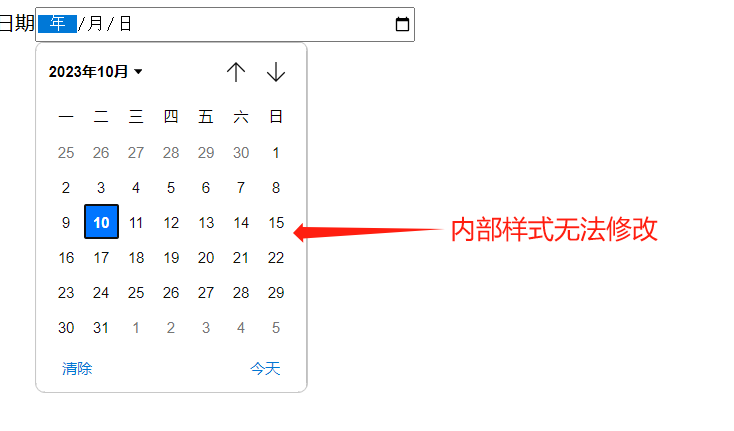 日期 年/月/日
2023年10月
一 二 三 四 五 六 日
25 26 27 28 29 30 1
2 3 4 5 6 7 8
9 10 11 12 13 14 15
内部样式无法修改
16 17 18 19 20 21 22
23 24 25 26 27 28 29
30 31 1 2 3 4 5
清除 今天